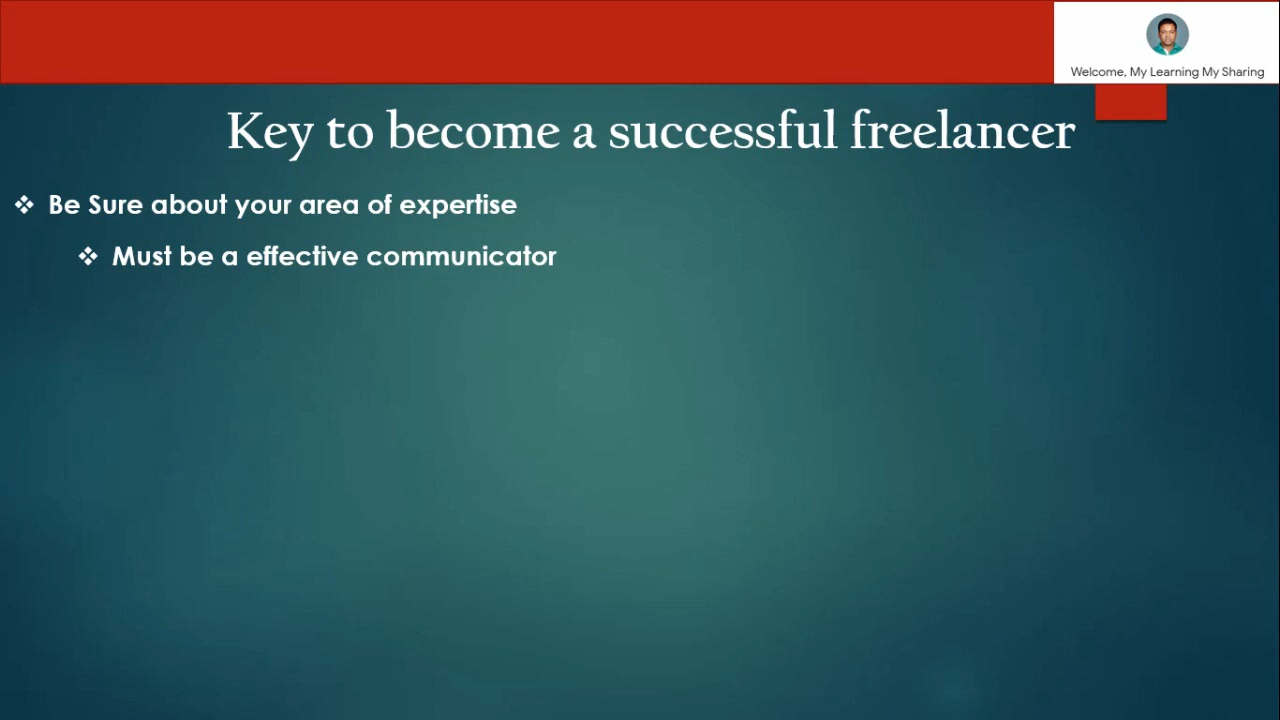 Welcome, My Learning My Sharing
Key to become a successful freelancer
❖ Be Sure about your area of expertise
❖ Must be a effective communicator